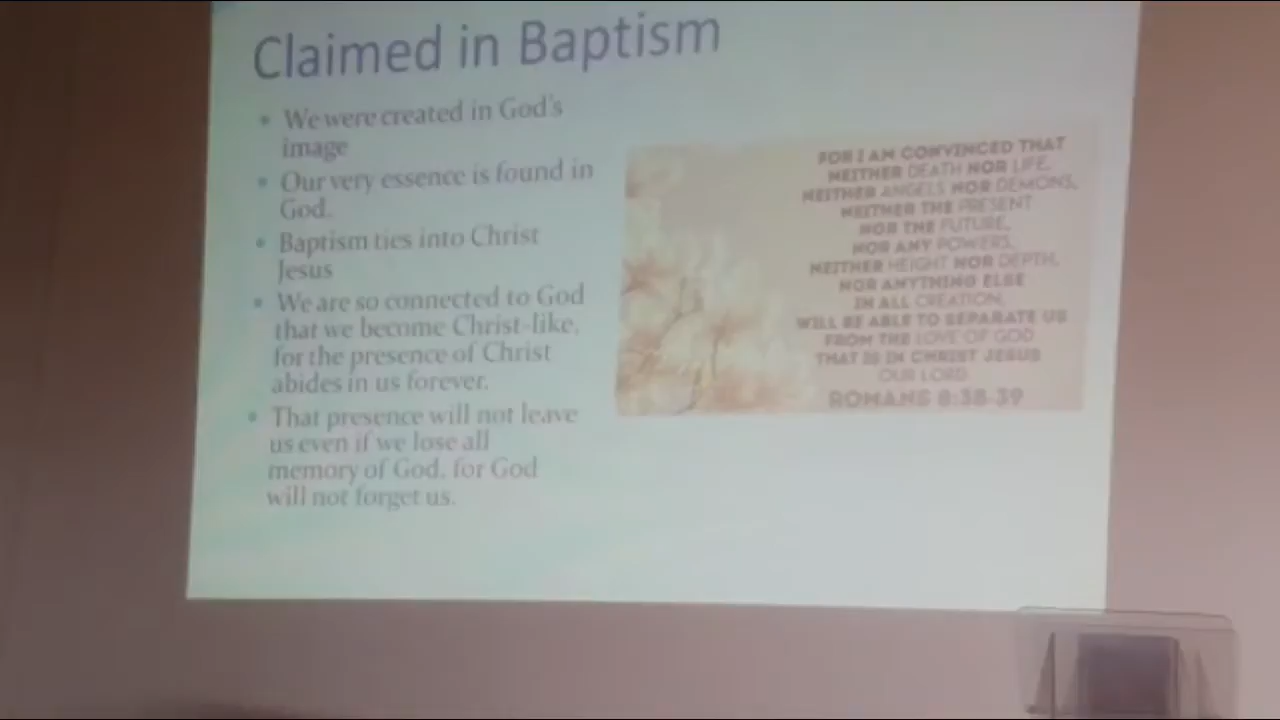 Claimed in Baptism
• We were created in God's
image
• Our very essence is found in
God.
• Baptism ties into Christ
Jesus
• We are so connected to God
that we become Christ-like,
for the presence of Christ
abides in us forever.
• That presence will not leave
us even if we lose all
memory of God, for God
will not forget us.
FOR I AM CONVINCED THAT
NEITHER DEATH NOR LIFE,
NEITHER ANGELS NOR DEMONS,
NEITHER THE PRESENT
NOR THE FUTURE,
NOR ANY POWERS,
NEITHER HEIGHT NOR DEPTH,
NOR ANYTHING ELSE
IN ALL CREATION,
WILL BE ABLE TO SEPARATE US
FROM THE LOVE OF GOD
THAT IS IN CHRIST JESUS
OUR LORD
ROMANS 8:38-39